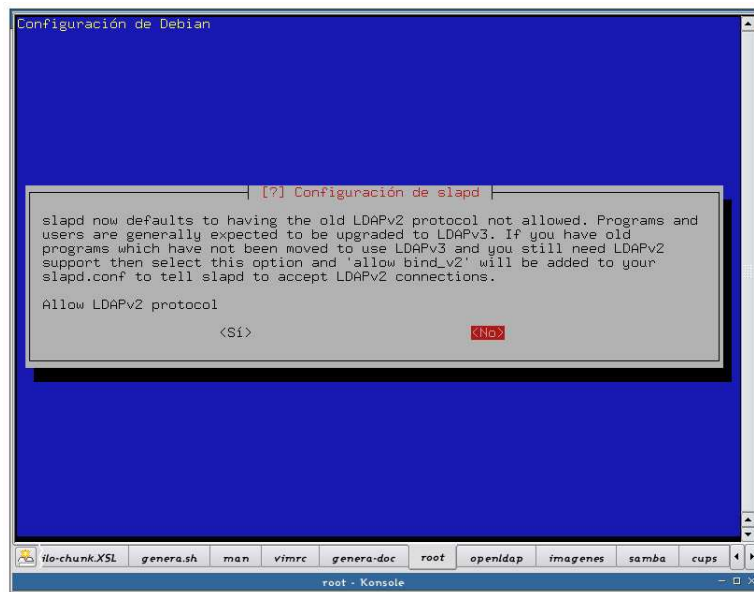 Configuración de Debian
[?] Configuración de slapd
slapd now defaults to having the old LDAPv2 protocol not allowed. Programs and
users are generally expected to be upgraded to LDAPv3. If you have old
programs which have not been moved to use LDAPv3 and you still need LDAPv2
support then select this option and 'allow bind_v2' will be added to your
slapd.conf to tell slapd to accept LDAPv2 connections.
Allow LDAPv2 protocol
<Sí> <No>
ilo-chunk.XSL genera.sh man vimrc genera-doc root openldap imagenes samba cups
root - Konsole